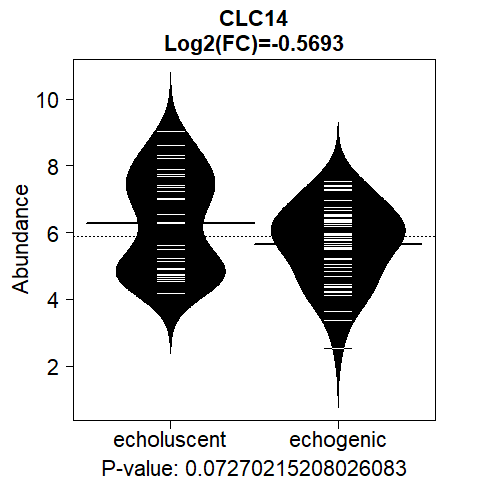 CLC14
Log2(FC)=-0.5693
10
8
6
4
2
Abundance
echoluscent echogenic
P-value: 0.07270215208026083